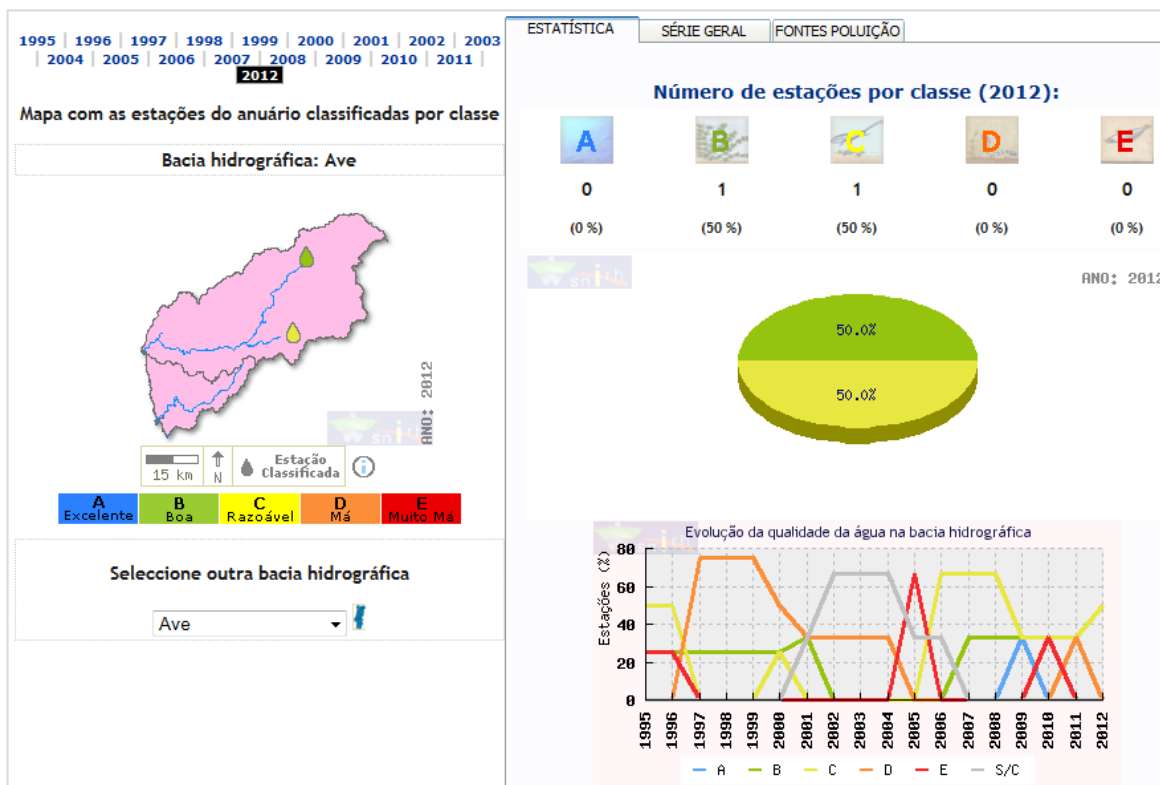 1995 | 1996 | 1997 | 1998 | 1999 | 2000 | 2001 | 2002 | 2003
| 2004 | 2005 | 2006 | 2007 | 2008 | 2009 | 2010 | 2011 |
2012
Mapa com as estações do anuário classificadas por classe
Bacia hidrográfica: Ave
ANO: 2012
snirh
15 km
N
Estação
Classificada
A
Excelente
B
Boa
C
Razoável
D
Má
E
Muito Má
Seleccione outra bacia hidrográfica
Ave
ESTATÍSTICA
SÉRIE GERAL
FONTES POLUIÇÃO
Número de estações por classe (2012):
A B C D E
0 1 1 0 0
(0 %) (50 %) (50 %) (0 %) (0 %)
snirh
ANO: 2012
50.0%
50.0%
Evolução da qualidade da água na bacia hidrográfica
Estações (%)
80
60
40
20
0
1995 1996 1997 1998 1999 2000 2001 2002 2003 2004 2005 2006 2007 2008 2009 2010 2011 2012
A B C D E S/C